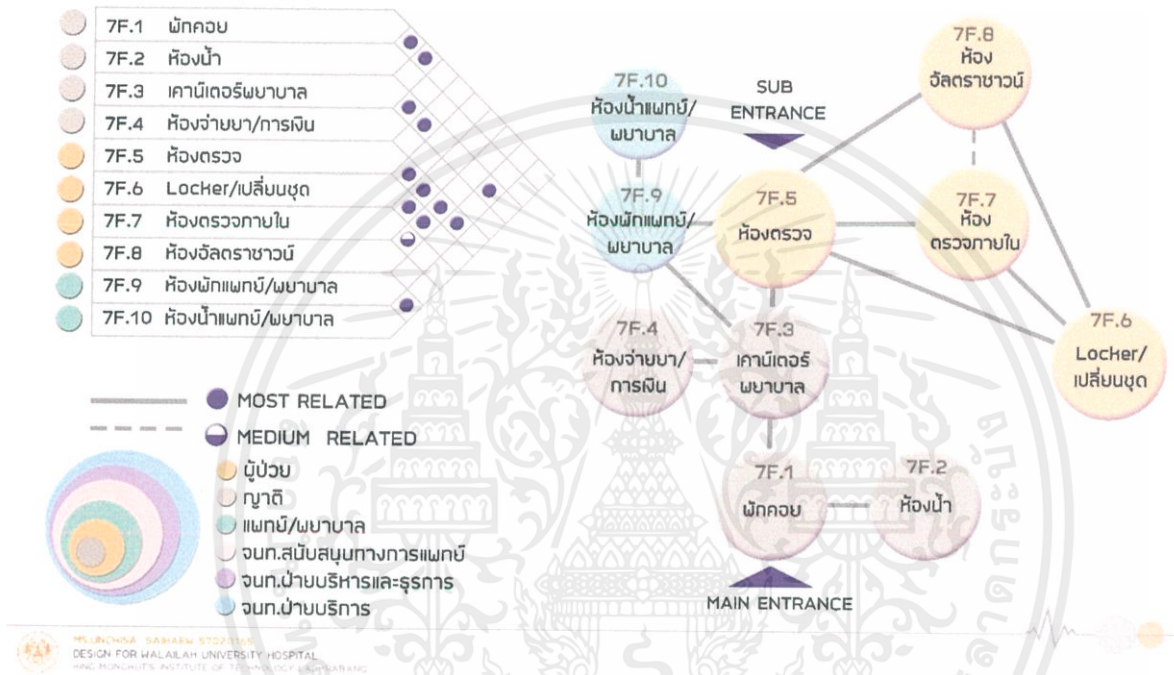 7F.1 พักคอย
7F.2 ห้องน้ำ
7F.3 เคาน์เตอร์พยาบาล
7F.4 ห้องจ่ายยา/การเงิน
7F.5 ห้องตรวจ
7F.6 Locker/เปลี่ยนชุด
7F.7 ห้องตรวจภายใน
7F.8 ห้องอัลตราซาวน์
7F.9 ห้องพักแพทย์/พยาบาล
7F.10 ห้องน้ำแพทย์/พยาบาล
MOST RELATED
MEDIUM RELATED
ผู้ป่วย
ญาติ
แพทย์/พยาบาล
จนท.สนับสนุนทางการแพทย์
จนท.ฝ่ายบริหารและธุรการ
จนท.ฝ่ายบริการ
7F.8
ห้อง
อัลตราซาวน์
7F.10
ห้องน้ำแพทย์/
พยาบาล
SUB
ENTRANCE
7F.9
ห้องพักแพทย์/
พยาบาล
7F.5
ห้องตรวจ
7F.7
ห้อง
ตรวจภายใน
7F.4
ห้องจ่ายยา/
การเงิน
7F.3
เคาน์เตอร์
พยาบาล
7F.6
Locker/
เปลี่ยนชุด
7F.1
พักคอย
7F.2
ห้องน้ำ
MAIN ENTRANCE
DESIGN FOR WALAILAH UNIVERSITY HOSPITAL
KING MONGKUT'S INSTITUTE OF TECHNOLOGY LADKRABANG